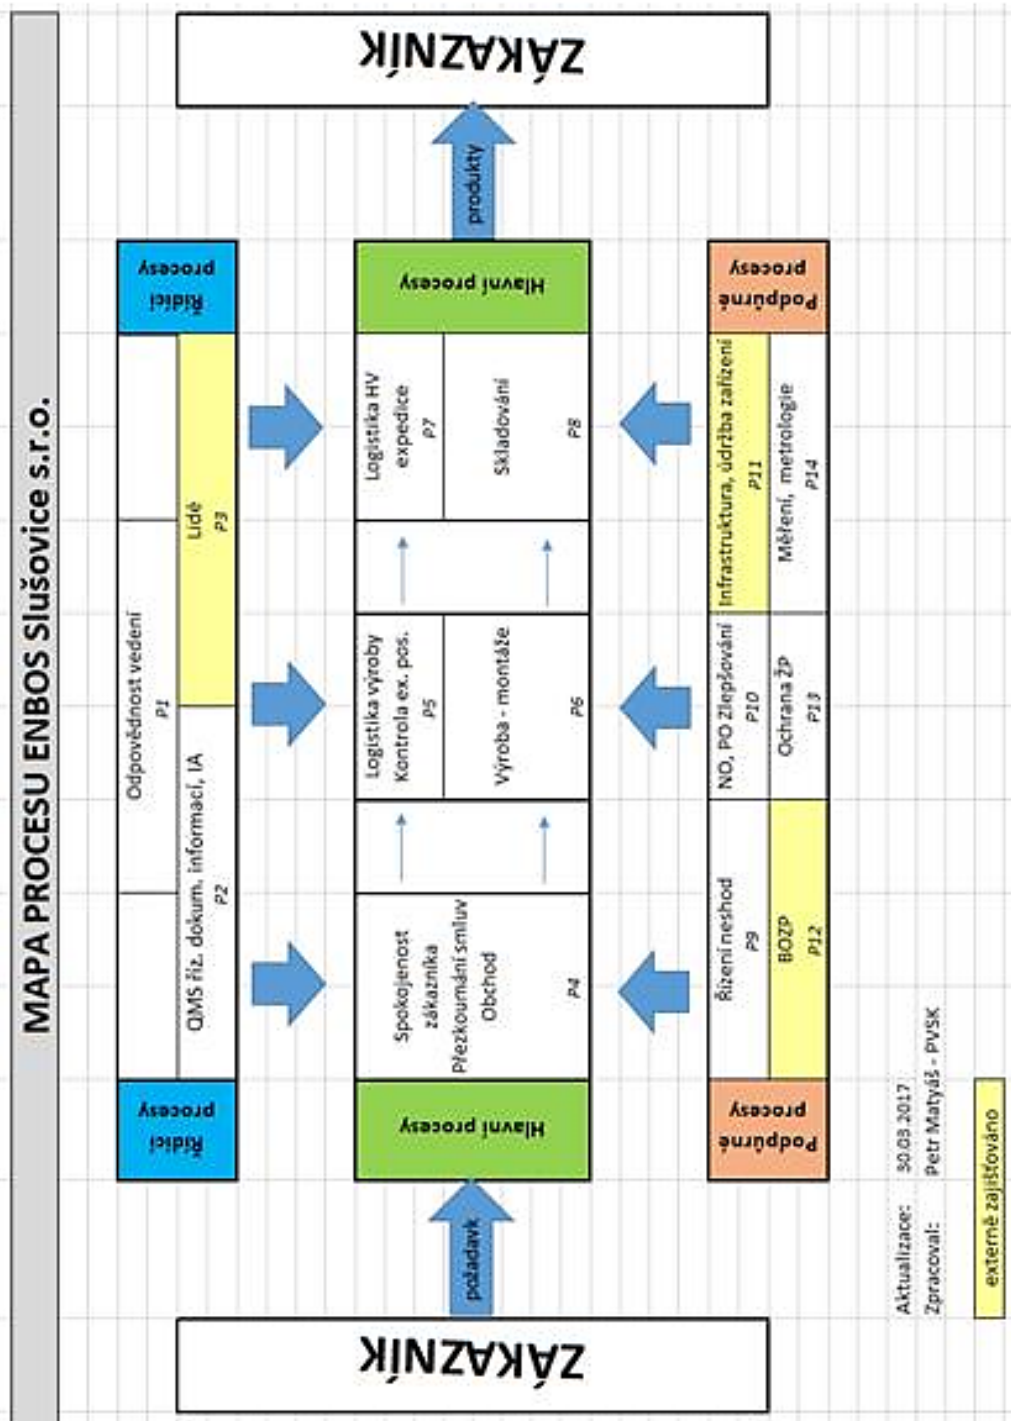 MAPA PROCESU ENBOS Slušovice s.r.o.
Řídící
procesy
Odpovědnost vedení
P1
QMS říz. dokum. informací, IA
P2
Lidé
P3
Řídící
procesy
ZÁKAZNÍK
požadavk
Hlavní procesy
Spokojenost
zákazníka
Přezkoumání smluv
Obchod
P4
Logistika výroby
Kontrola ex. pos.
P5
Výroba - montáže
P6
Logistika HV
expedice
P7
Skladování
P8
Hlavní procesy
produkty
ZÁKAZNÍK
Podpůrné
procesy
Řízení neshod
P9
NO, PO Zlepšování
P10
Infrastruktura, údržba zařízení
P11
BOZP
P12
Ochrana ŽP
P13
Měření, metrologie
P14
Podpůrné
procesy
Aktualizace: 30.03.2017
Zpracoval: Petr Matyáš - PVSK
externě zajišťováno